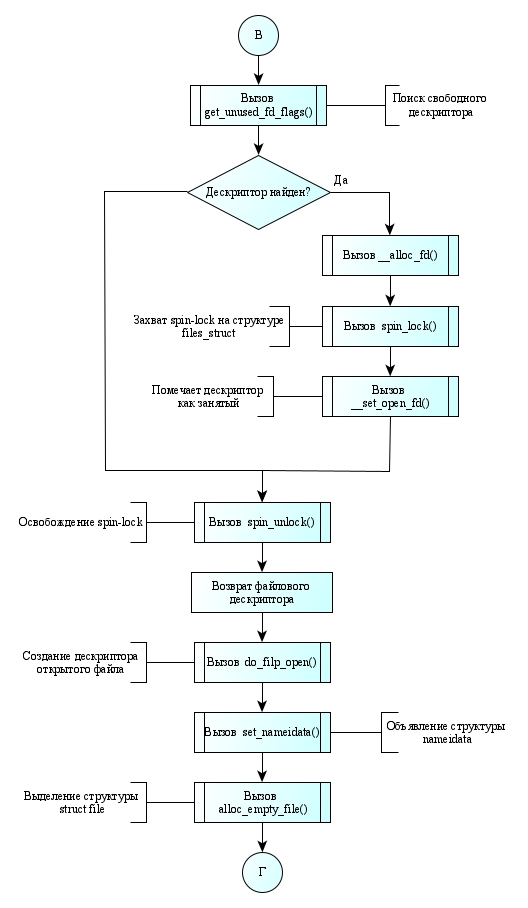 В
Вызов
get_unused_fd_flags()
Поиск свободного
дескриптора
Дескриптор найден?
Да
Вызов __alloc_fd()
Захват spin-lock на структуре
files_struct
Вызов spin_lock()
Помечает дескриптор
как занятый
Вызов
__set_open_fd()
Освобождение spin-lock
Вызов spin_unlock()
Возврат файлового
дескриптора
Создание дескриптора
открытого файла
Вызов do_filp_open()
Вызов set_nameidata()
Объявление структуры
nameidata
Выделение структуры
struct file
Вызов
alloc_empty_file()
Г